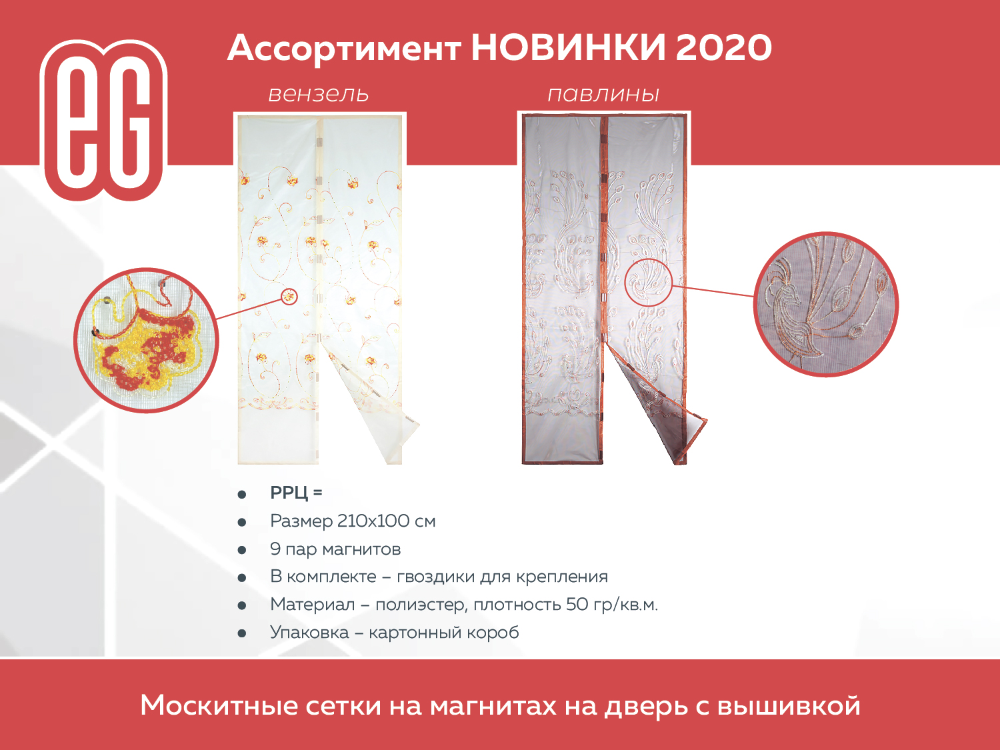 Ассортимент НОВИНКИ 2020
eG
вензель
павлины
РРЦ =
Размер 210х100 см
9 пар магнитов
В комплекте – гвоздики для крепления
Материал – полиэстер, плотность 50 гр/кв.м.
Упаковка – картонный короб
Москитные сетки на магнитах на дверь с вышивкой